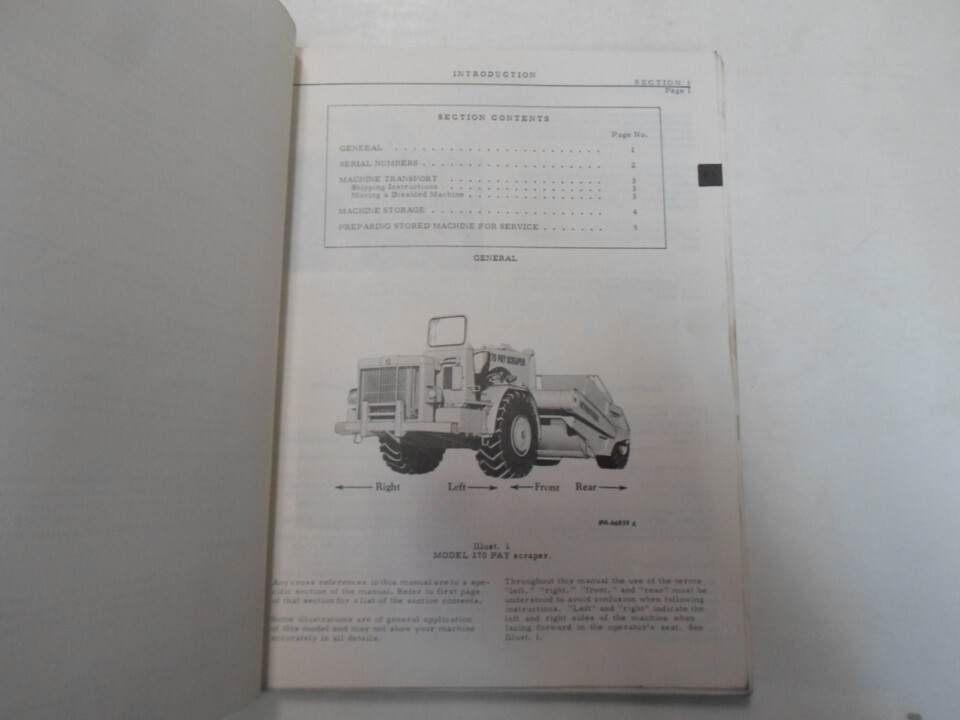 INTRODUCTION
SECTION 1
Page 1
SECTION CONTENTS
Page No.
GENERAL . . . . . . . . . . . . . . . . . . . . . . . 1
SERIAL NUMBERS . . . . . . . . . . . . . . . . . . . . 2
MACHINE TRANSPORT . . . . . . . . . . . . . . . . . 3
Shipping Instructions . . . . . . . . . . . . . . . . . 3
Moving a Disabled Machine . . . . . . . . . . . . . . . 3
MACHINE STORAGE . . . . . . . . . . . . . . . . . . . 4
PREPARING STORED MACHINE FOR SERVICE . . . . . . . 5
GENERAL
70 PAY SCRAPER
Right
Left
Front
Rear
PA-66859 A
Illust. 1
MODEL 270 PAY scraper.
Any cross references in this manual are to a spe-
cific section of the manual. Refer to first page
of that section for a list of the section contents.
Some illustrations are of general application
of this model and may not show your machine
accurately in all details.
Throughout this manual the use of the terms
"left," "right," "front," and "rear" must be
understood to avoid confusion when following
instructions. "Left" and "right" indicate the
left and right sides of the machine when
facing forward in the operator's seat. See
Illust. 1.